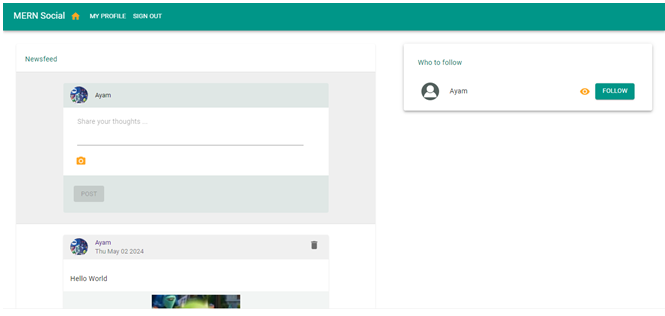 MERN Social MY PROFILE SIGN OUT
Newsfeed
Ayam
Share your thoughts ...
POST
Ayam
Thu May 02 2024
Hello World
Who to follow
Ayam FOLLOW